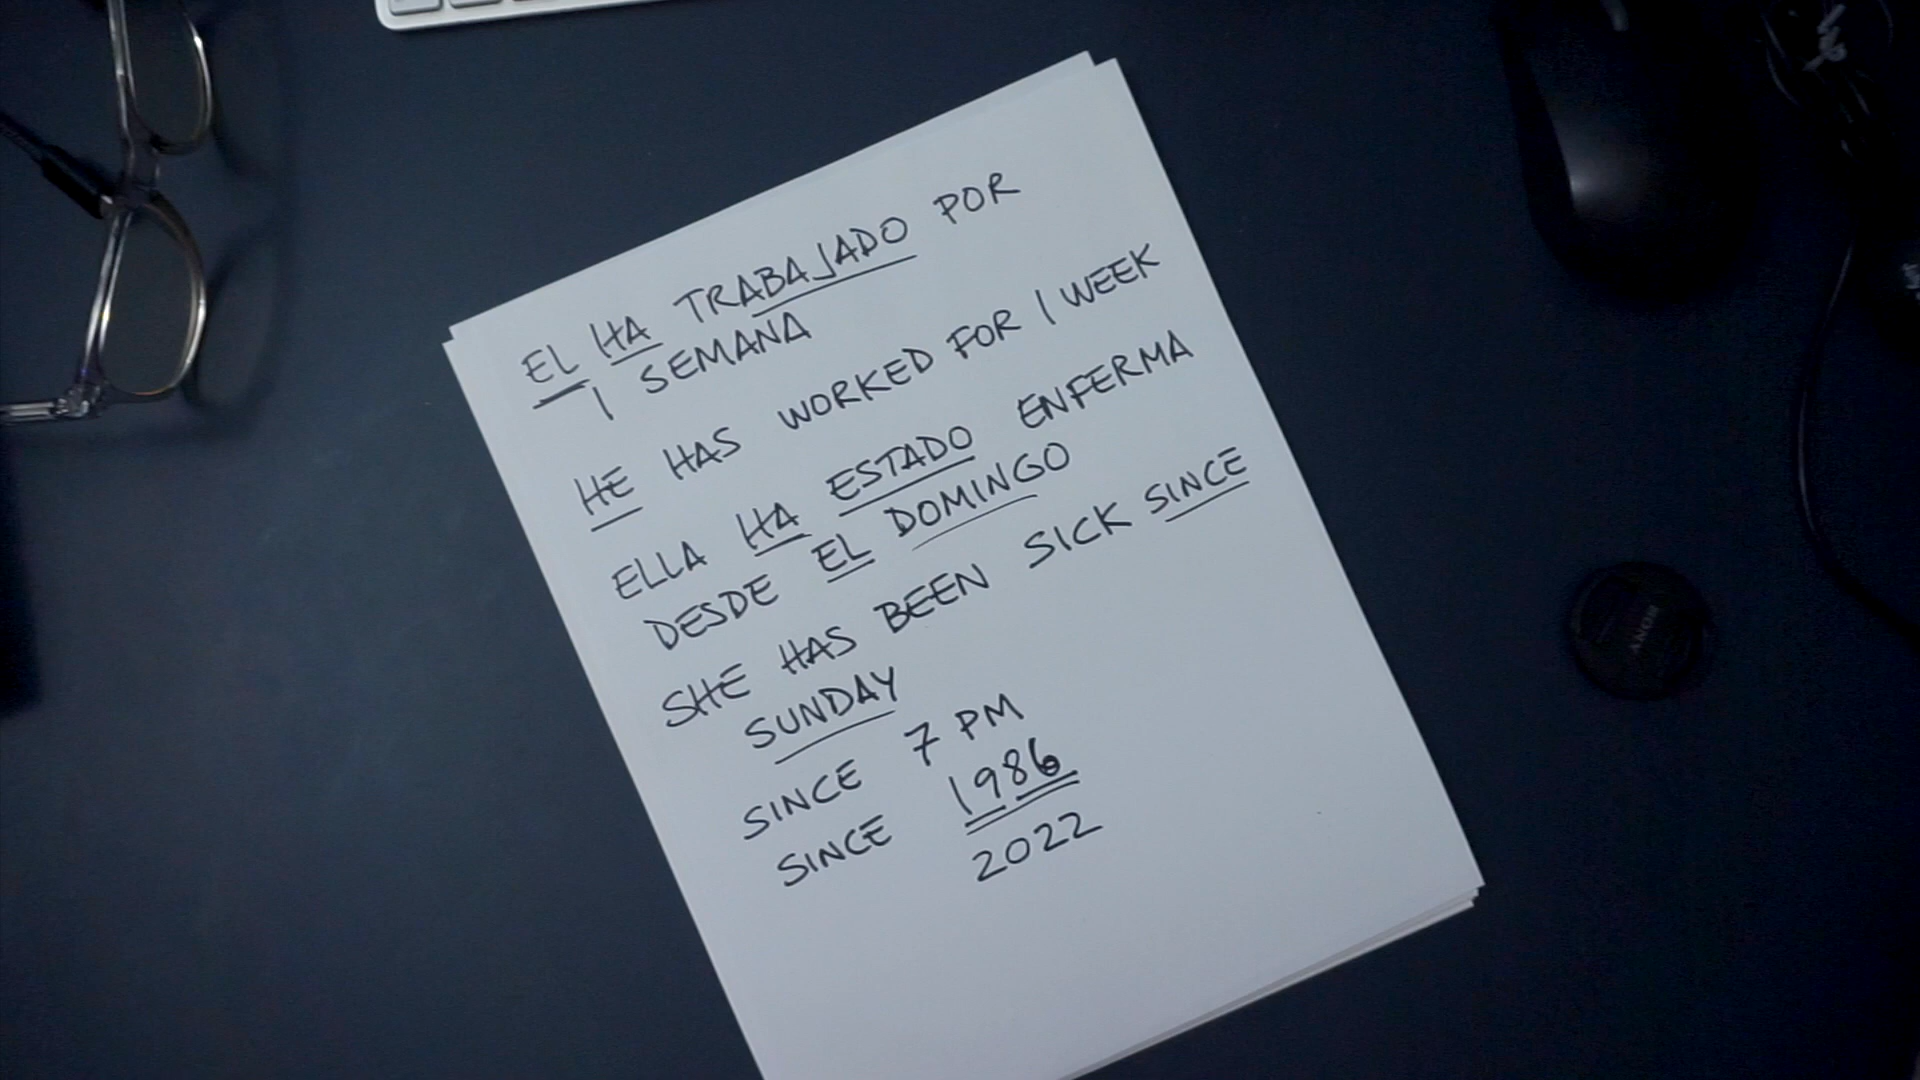 EL HA TRABAJADO POR
1 SEMANA
HE HAS WORKED FOR 1 WEEK
ELLA HA ESTADO ENFERMA
DESDE EL DOMINGO
SHE HAS BEEN SICK SINCE
SUNDAY
SINCE 7 PM
SINCE 1986
2022
SONY